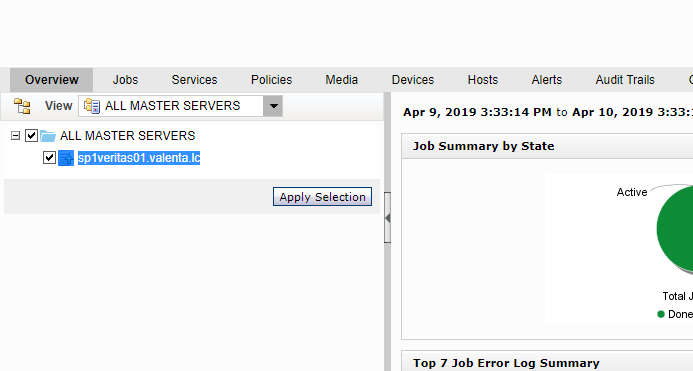 Overview Jobs Services Policies Media Devices Hosts Alerts Audit Trails
View ALL MASTER SERVERS
ALL MASTER SERVERS
sp1veritas01.valenta.lc
Apply Selection
Apr 9, 2019 3:33:14 PM to Apr 10, 2019 3:33:
Job Summary by State
Active
Total
Done
Top 7 Job Error Log Summary